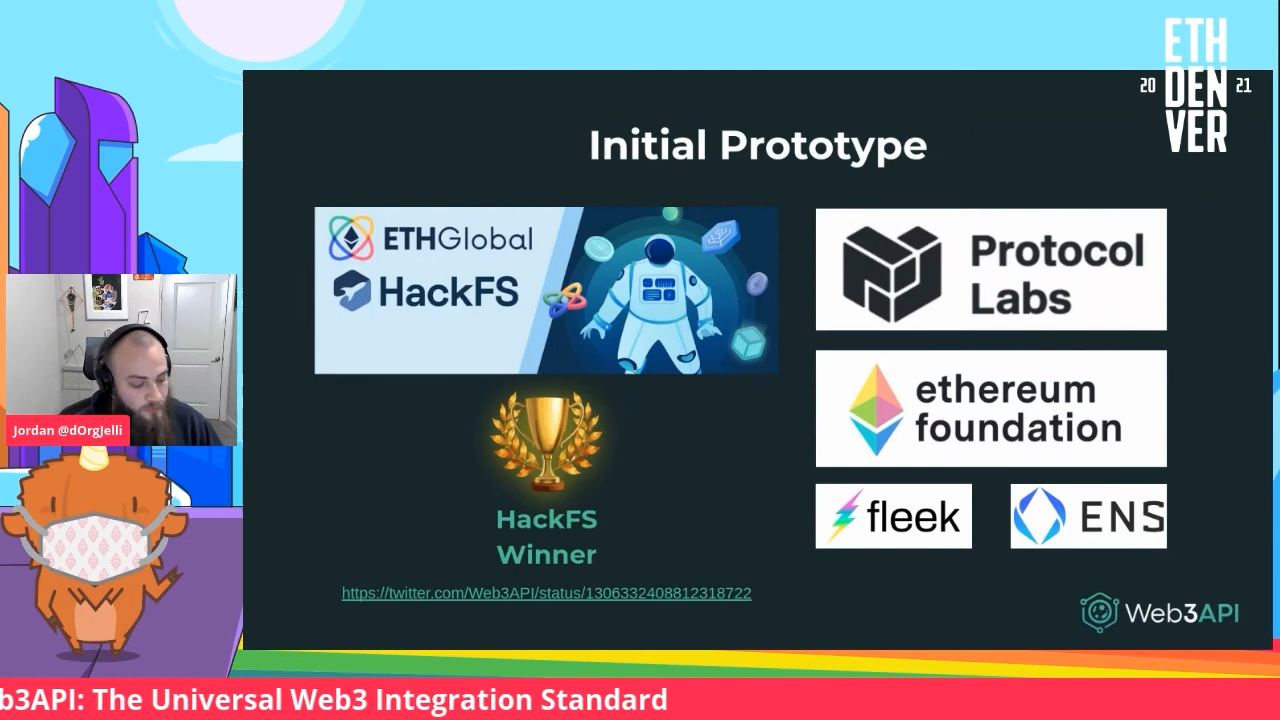 ETH
20 DEN 21
VER
Initial Prototype
ETHGlobal
HackFS
Protocol
Labs
ethereum
foundation
fleek
ENS
HackFS
Winner
https://twitter.com/Web3API/status/1306332408812318722
Web3API
Jordan @dOrgJelli
b3API: The Universal Web3 Integration Standard